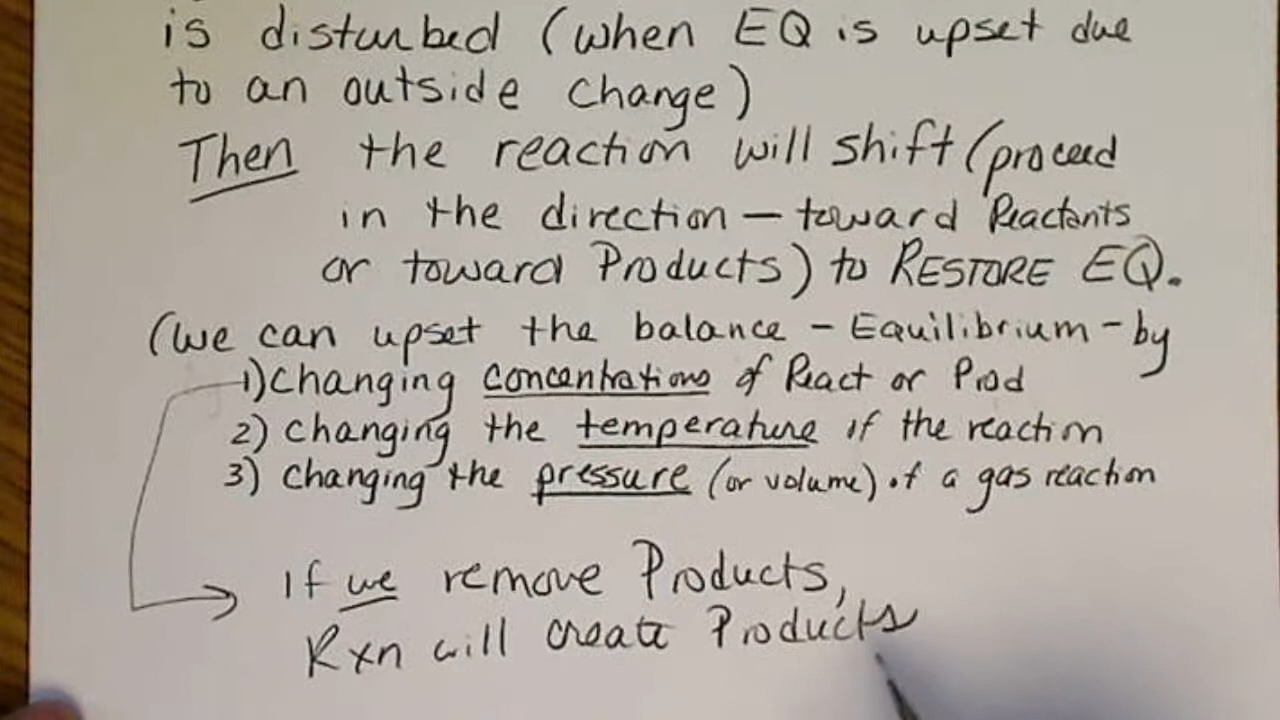 is disturbed (when EQ is upset due
to an outside change)
Then the reaction will shift (proceed
in the direction – toward Reactants
or toward Products) to RESTORE EQ.
(we can upset the balance – Equilibrium – by
1) changing concentrations of React or Prod
2) changing the temperature if the reaction
3) changing the pressure (or volume) of a gas reaction
If we remove Products,
Rxn will create Products